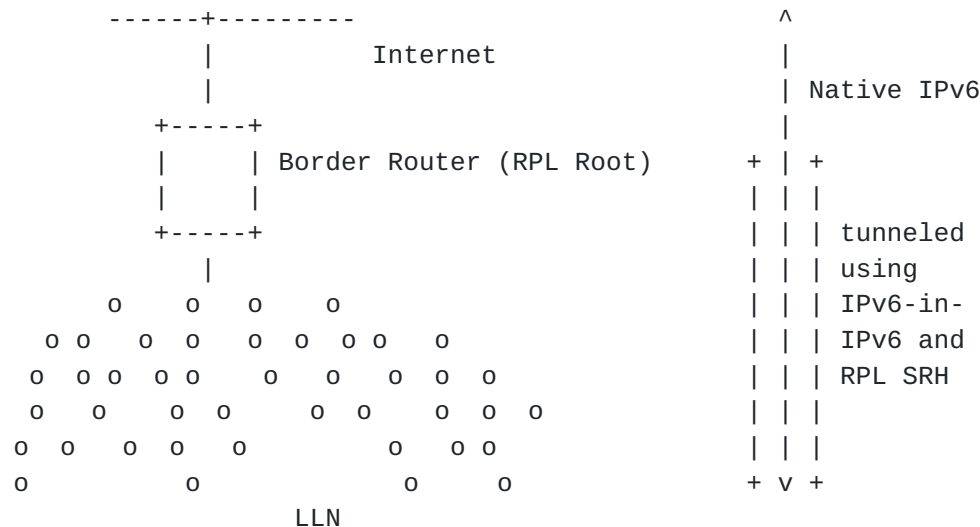 ------+---------                           ^
|          Internet                  |
|                                    | Native IPv6
+-----+                                 |
|     | Border Router (RPL Root)      + | +
|     |                               | | |
+-----+                               | | | tunneled
|                                  | | | using
o    o   o    o                          | | | IPv6-in-
o o   o  o   o  o  o o   o                   | | | IPv6 and
o  o o  o o    o   o   o  o  o                | | | RPL SRH
o   o    o  o     o  o    o  o  o             | | |
o  o   o  o   o         o   o o                | | |
o          o             o     o               + v +
LLN